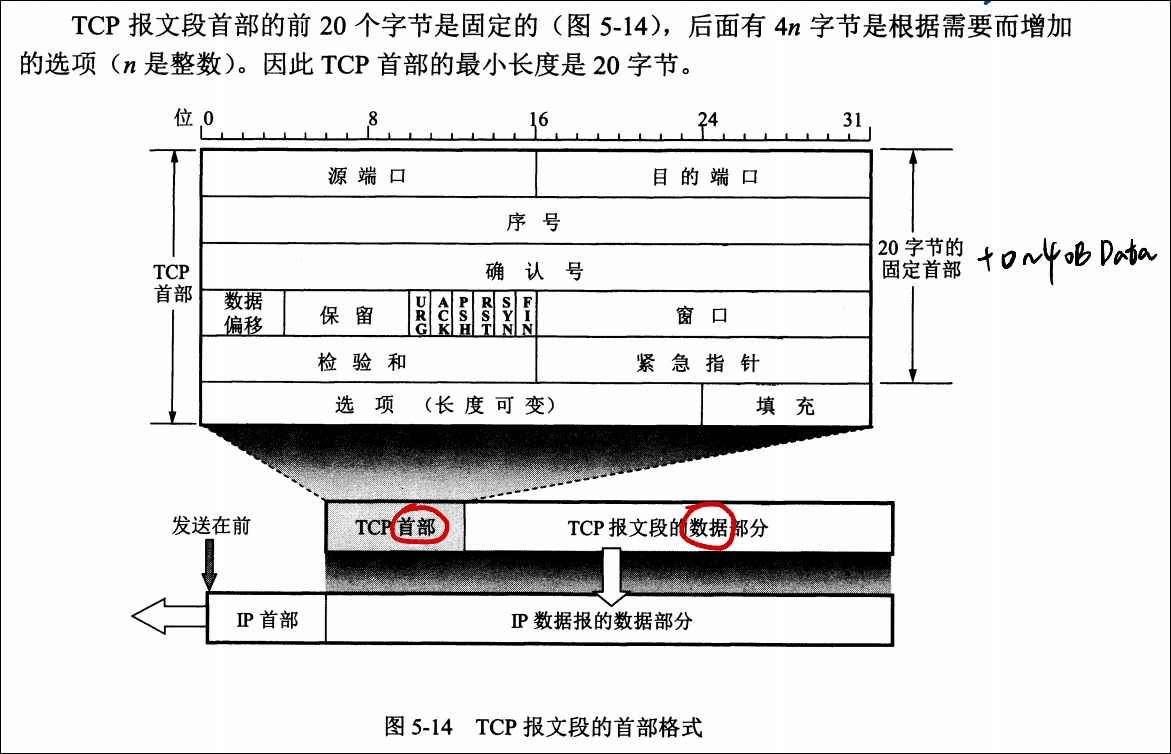 TCP 报文段首部的前 20 个字节是固定的（图 5-14），后面有 4n 字节是根据需要而增加
的选项（n 是整数）。因此 TCP 首部的最小长度是 20 字节。
位 0 8 16 24 31
源 端 口 目 的 端 口
序 号
确 认 号
TCP
首部
20 字节的
固定首部
+0~40B Data
数据
偏移
保 留
URG
ACK
PSH
RST
SYN
FIN
窗 口
检 验 和 紧 急 指 针
选 项 （长 度 可 变） 填 充
发送在前
TCP 首部 TCP 报文段的数据部分
IP 首部 IP 数据报的数据部分
图 5-14 TCP 报文段的首部格式